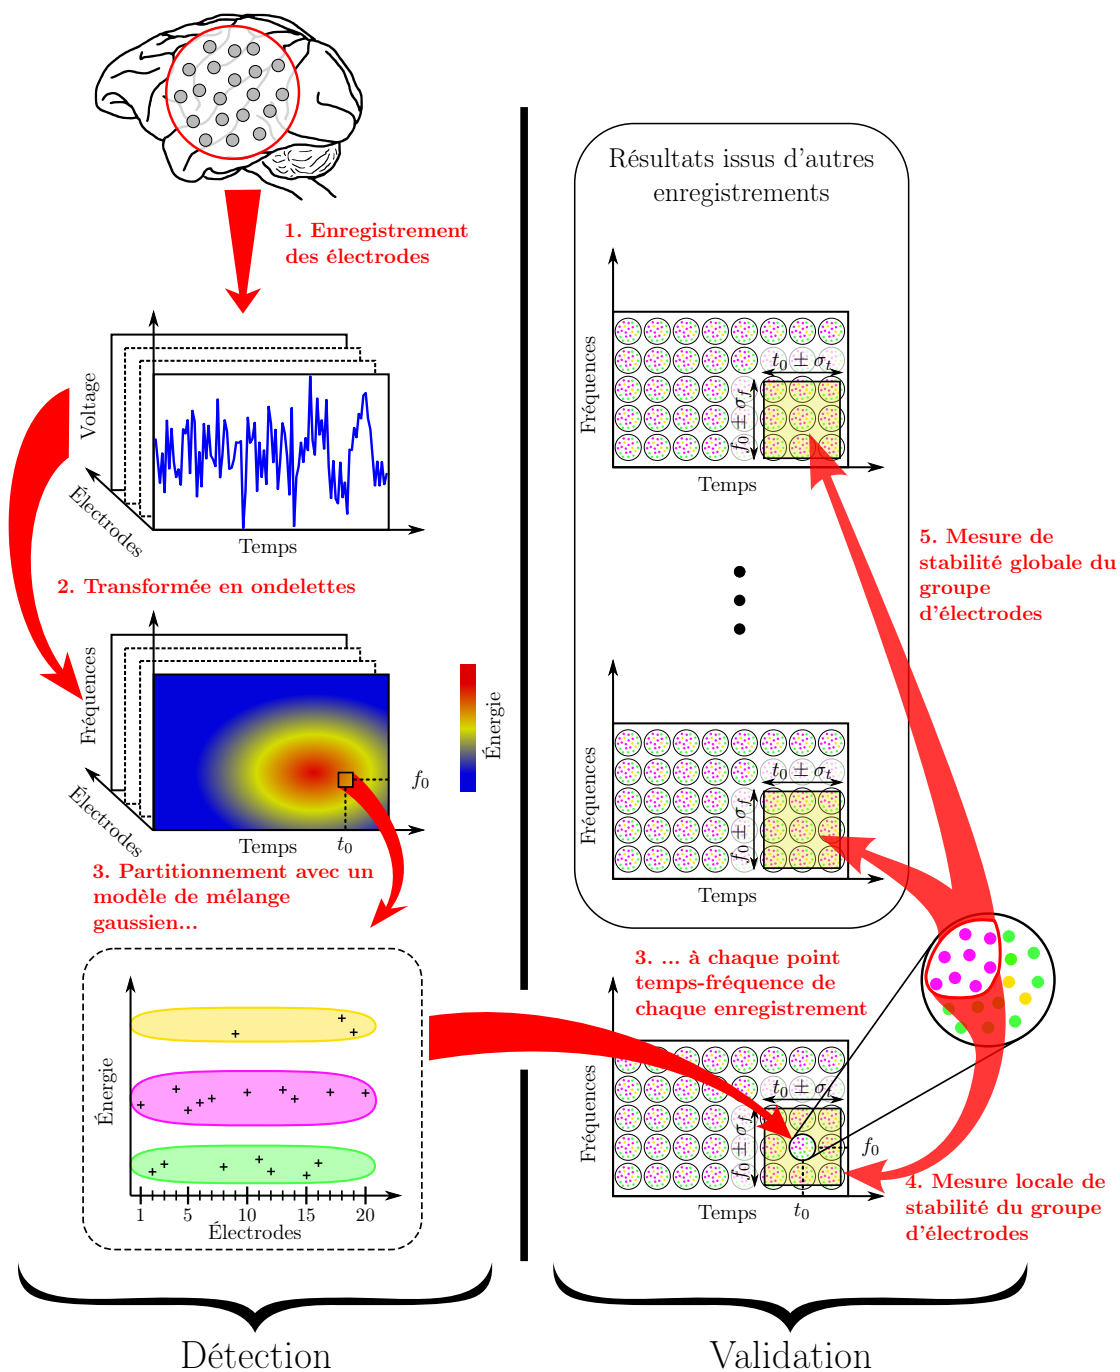 1. Enregistrement
des électrodes
Voltage
Électrodes
Temps
2. Transformée en ondelettes
Fréquences
Électrodes
Temps
t₀
f₀
Énergie
3. Partitionnement avec un
modèle de mélange
gaussien...
Énergie
1 5 10 15 20
Électrodes
Détection
Résultats issus d'autres
enregistrements
Fréquences
t₀ ± σₜ
f₀ ± σ_f
Temps
5. Mesure de
stabilité globale du
groupe
d'électrodes
Fréquences
t₀ ± σₜ
f₀ ± σ_f
Temps
3. ... à chaque point
temps-fréquence de
chaque enregistrement
Fréquences
t₀ ± σₜ
f₀ ± σ_f
f₀
Temps
t₀
4. Mesure locale de
stabilité du groupe
d'électrodes
Validation